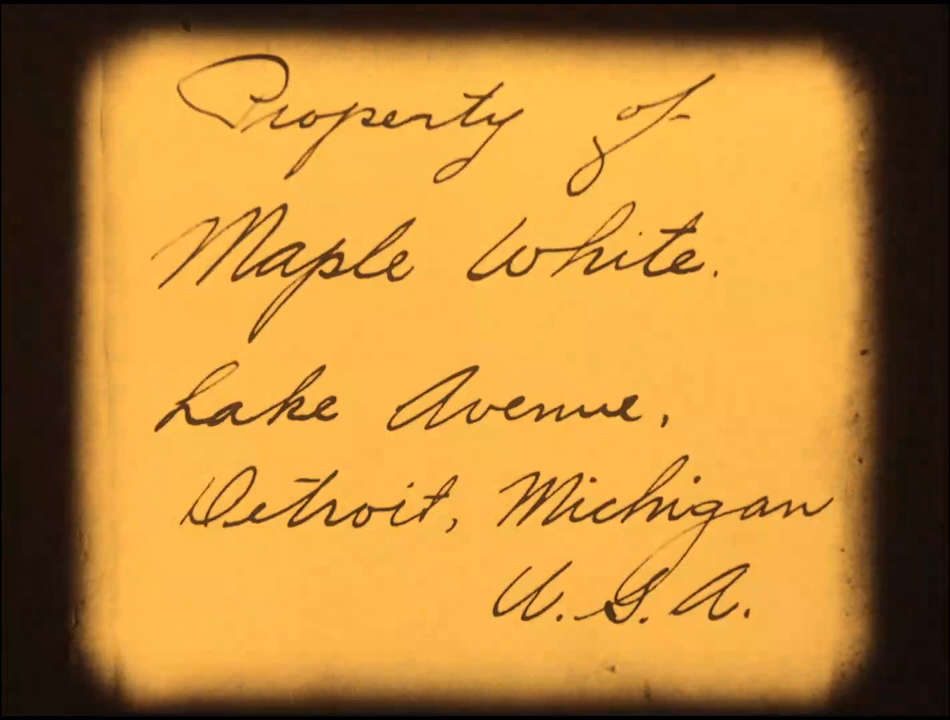 Property of
Maple White.
Lake Avenue,
Detroit, Michigan
U.S.A.